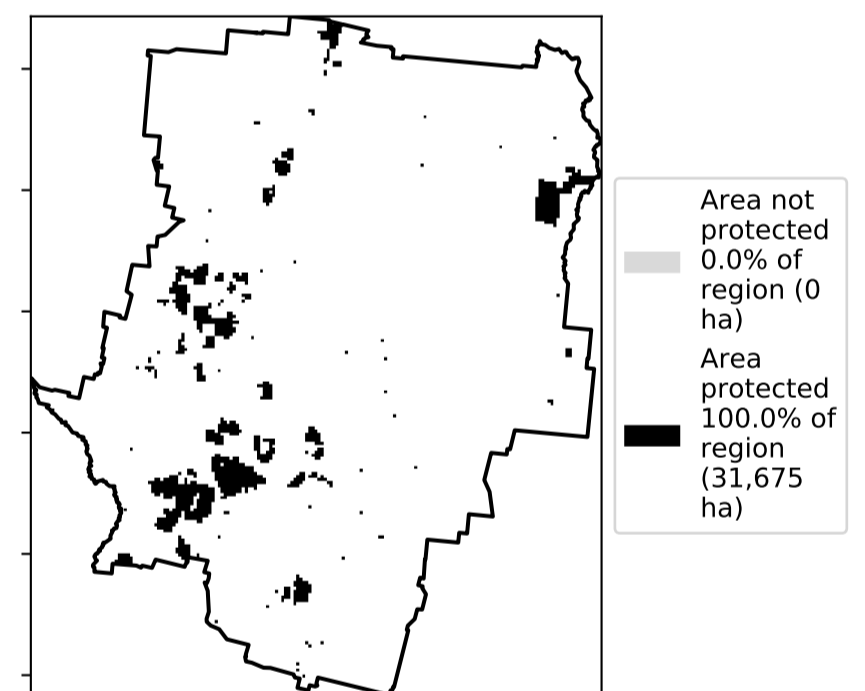 Area not
protected
0.0% of
region (0
ha)
Area
protected
100.0% of
region
(31,675
ha)